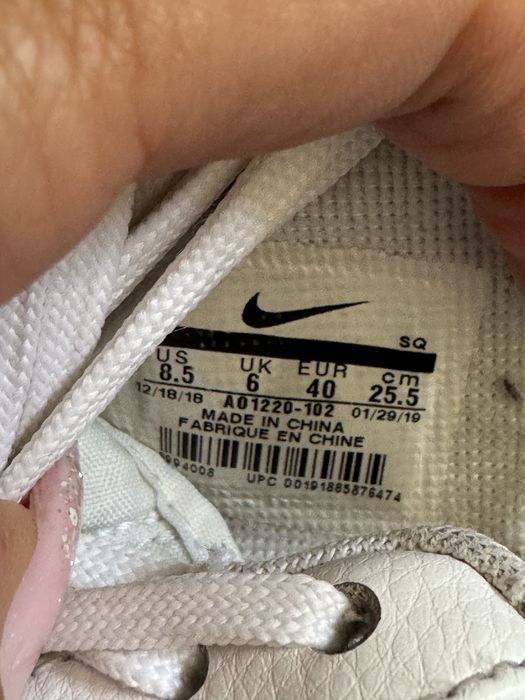 SQ
US UK EUR cm
8.5 6 40 25.5
12/18/18 AO1220-102 01/29/19
MADE IN CHINA
FABRIQUE EN CHINE
UPC 00191885876474